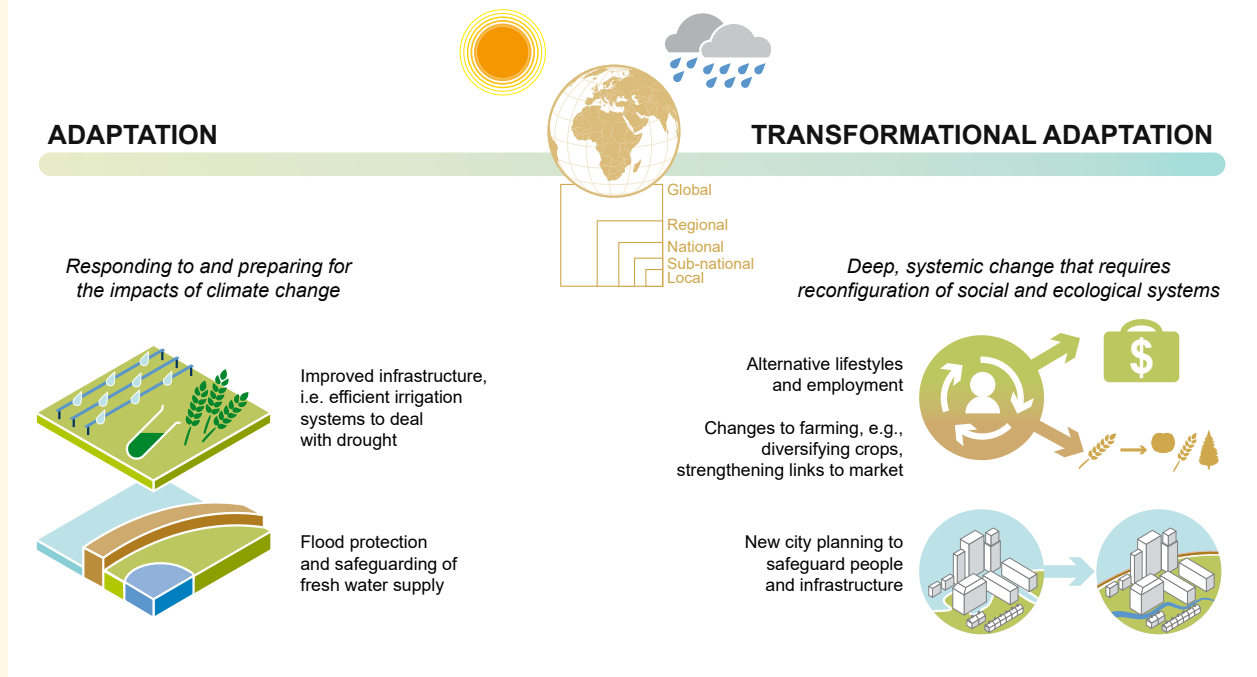 ADAPTATION
TRANSFORMATIONAL ADAPTATION
Global
Regional
National
Sub-national
Local
Responding to and preparing for
the impacts of climate change
Improved infrastructure,
i.e. efficient irrigation
systems to deal
with drought
Flood protection
and safeguarding of
fresh water supply
Deep, systemic change that requires
reconfiguration of social and ecological systems
Alternative lifestyles
and employment
$
Changes to farming, e.g.,
diversifying crops,
strengthening links to market
New city planning to
safeguard people
and infrastructure